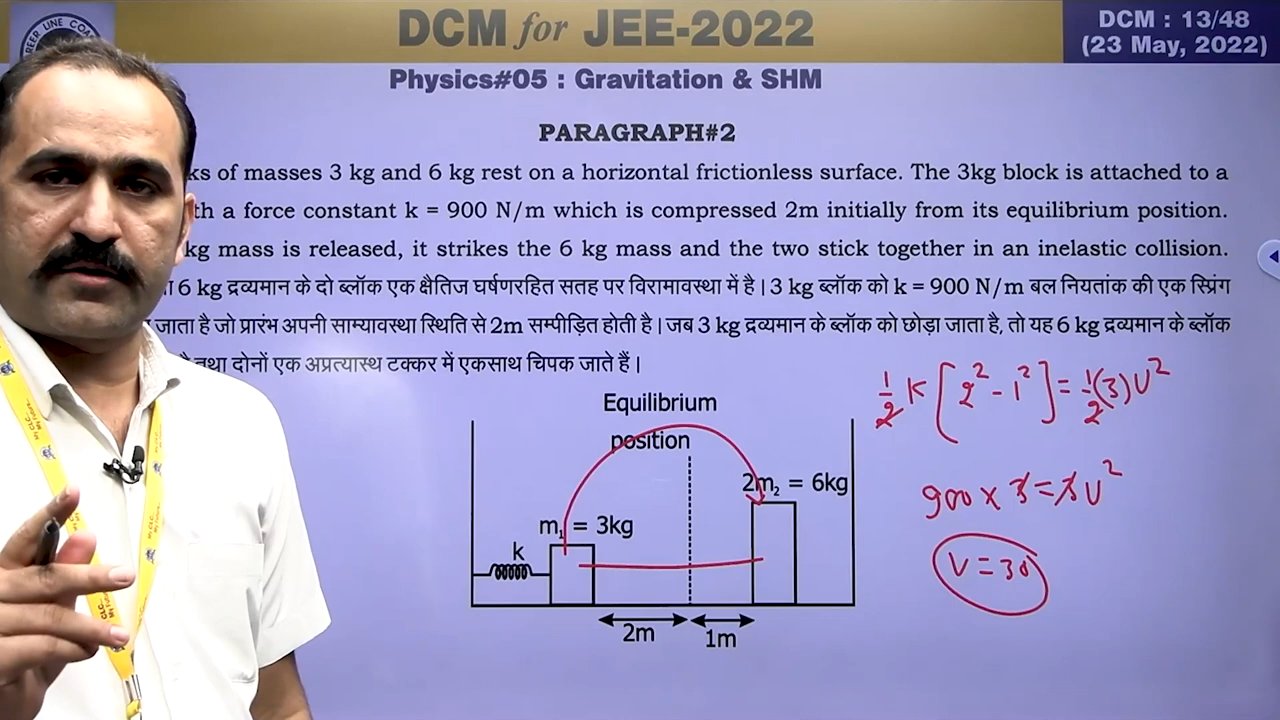 DCM for JEE-2022
DCM : 13/48
(23 May, 2022)
Physics#05 : Gravitation & SHM
PARAGRAPH#2
of masses 3 kg and 6 kg rest on a horizontal frictionless surface. The 3kg block is attached to a
a force constant k = 900 N/m which is compressed 2m initially from its equilibrium position.
kg mass is released, it strikes the 6 kg mass and the two stick together in an inelastic collision.
6 kg द्रव्यमान के दो ब्लॉक एक क्षैतिज घर्षणरहित सतह पर विरामावस्था में है। 3 kg ब्लॉक को k = 900 N/m बल नियतांक की एक स्प्रिंग
जाता है जो प्रारंभ अपनी साम्यावस्था स्थिति से 2m सम्पीड़ित होती है। जब 3 kg द्रव्यमान के ब्लॉक को छोड़ा जाता है, तो यह 6 kg द्रव्यमान के ब्लॉक
तथा दोनों एक अप्रत्यास्थ टक्कर में एकसाथ चिपक जाते हैं।
Equilibrium
position
2m₂ = 6kg
m₁ = 3kg
k
2m
1m
1/2 K [2² - 1²] = 1/2 (3) v²
900 x 3 = 3 v²
v = 30